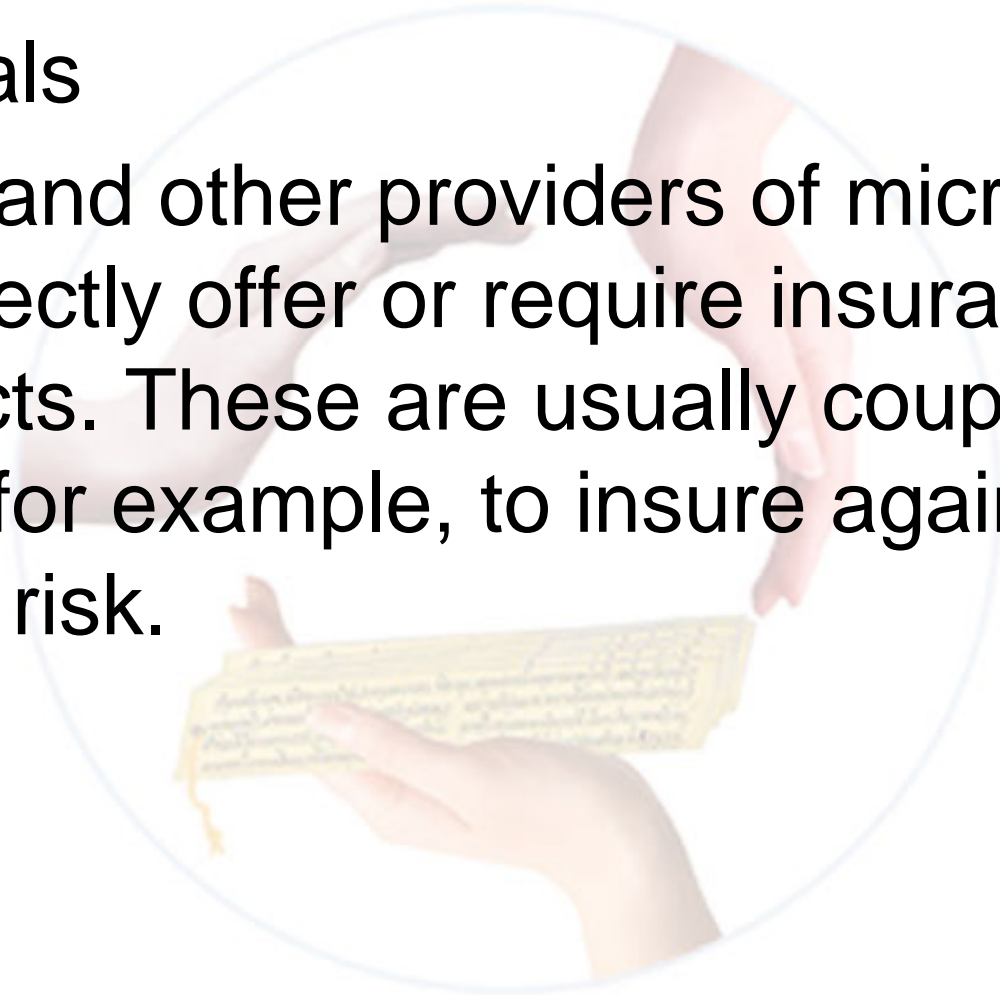 als
and other providers of micr
ectly offer or require insura
cts. These are usually coup
for example, to insure agai
risk.